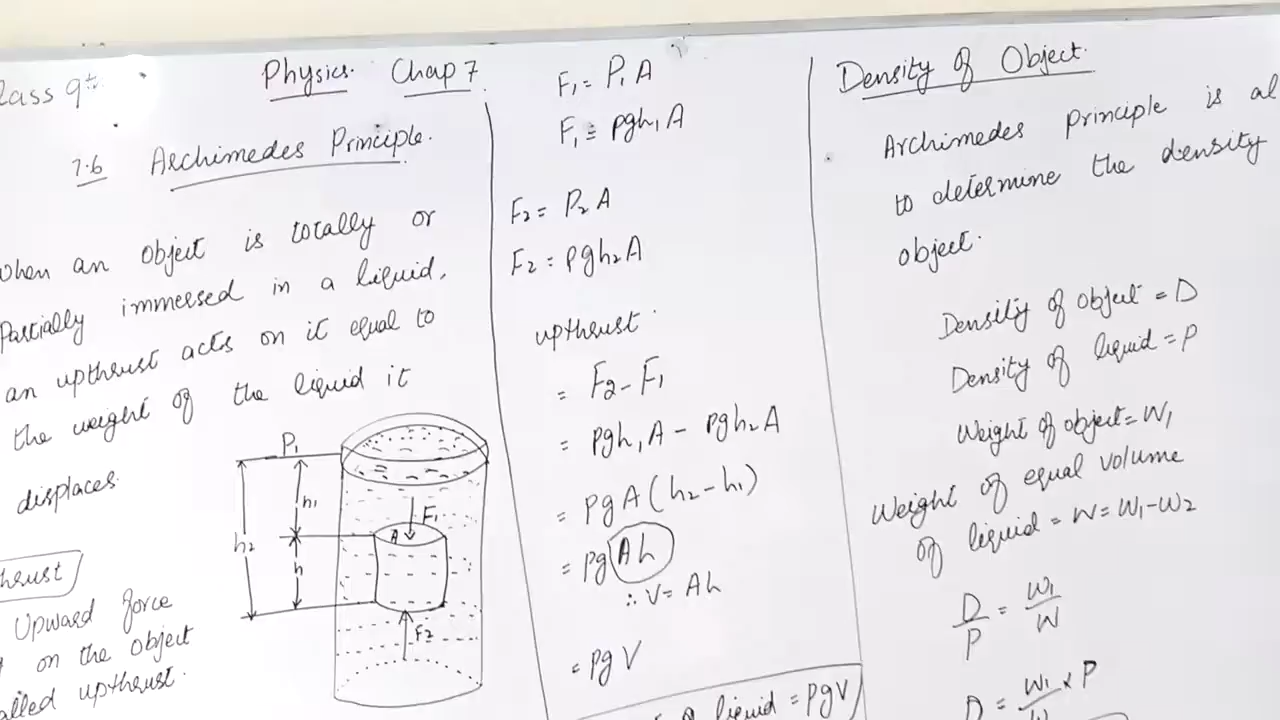 lass 9th
Physics. Chap 7
7.6 Archimedes Principle.
when an object is totally or
Partially immersed in a liquid,
an upthrust acts on it equal to
the weight of the liquid it
displaces.
P1
h1
h2
h
F1
A
F2
hrust
Upward force
on the object
alled upthrust.
F1 = P1 A
F1 = ρgh1 A
F2 = P2 A
F2 = ρgh2 A
upthrust.
= F2 - F1
= ρgh1 A - ρgh2 A
= ρg A (h2 - h1)
= ρg Ah
∴ V = Ah
= ρg V
liquid = ρgV
Density of Object.
Archimedes Principle is al
to determine the density
object.
Density of object = D
Density of liquid = ρ
Weight of object = W1
Weight of equal volume
of liquid = W = W1 - W2
D/ρ = W1/W
D = W1/W × ρ